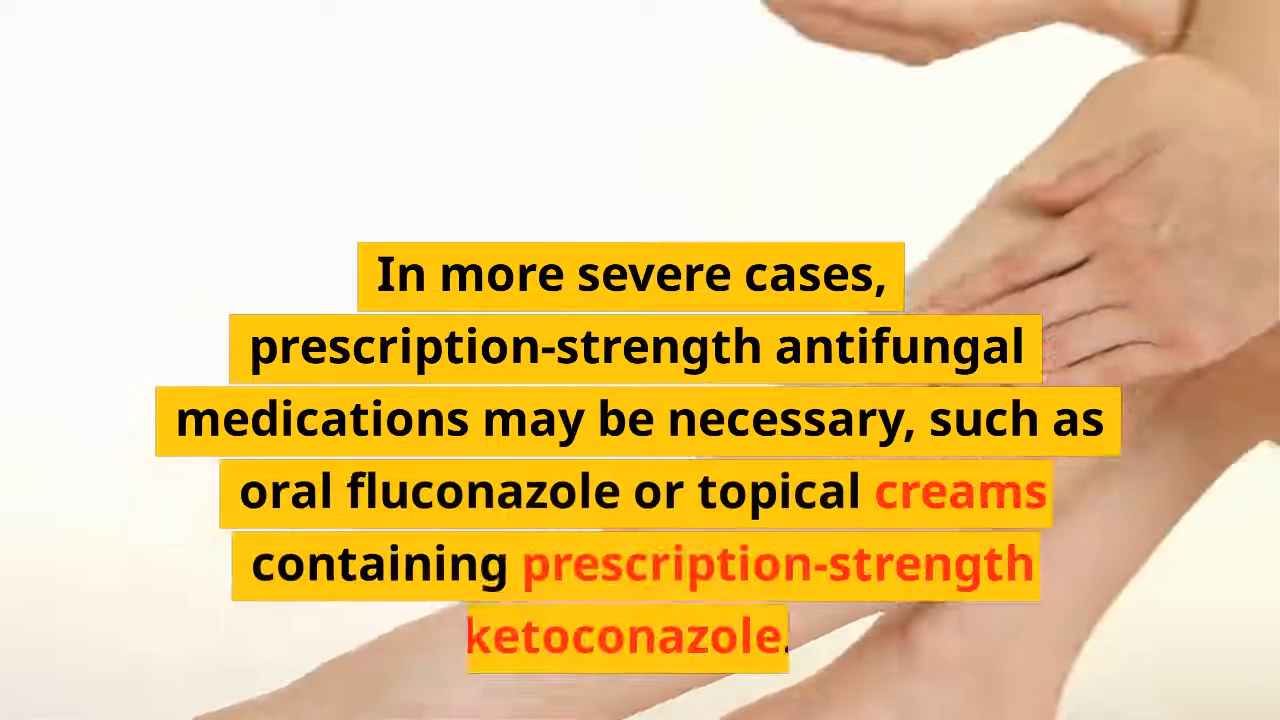 In more severe cases,
prescription-strength antifungal
medications may be necessary, such as
oral fluconazole or topical creams
containing prescription-strength
ketoconazole.